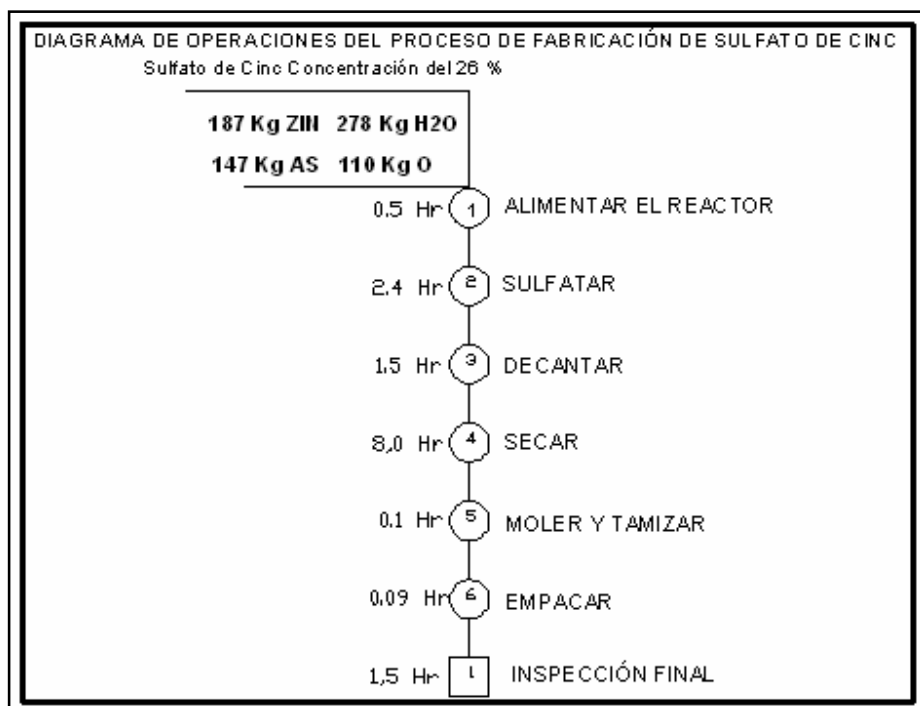 DIAGRAMA DE OPERACIONES DEL PROCESO DE FABRICACIÓN DE SULFATO DE CINC
Sulfato de Cinc Concentración del 26 %
187 Kg ZIN 278 Kg H2O
147 Kg AS 110 Kg O
0.5 Hr 1 ALIMENTAR EL REACTOR
2.4 Hr 2 SULFATAR
1.5 Hr 3 DECANTAR
8,0 Hr 4 SECAR
0.1 Hr 5 MOLER Y TAMIZAR
0.09 Hr 6 EMPACAR
1,5 Hr 1 INSPECCIÓN FINAL